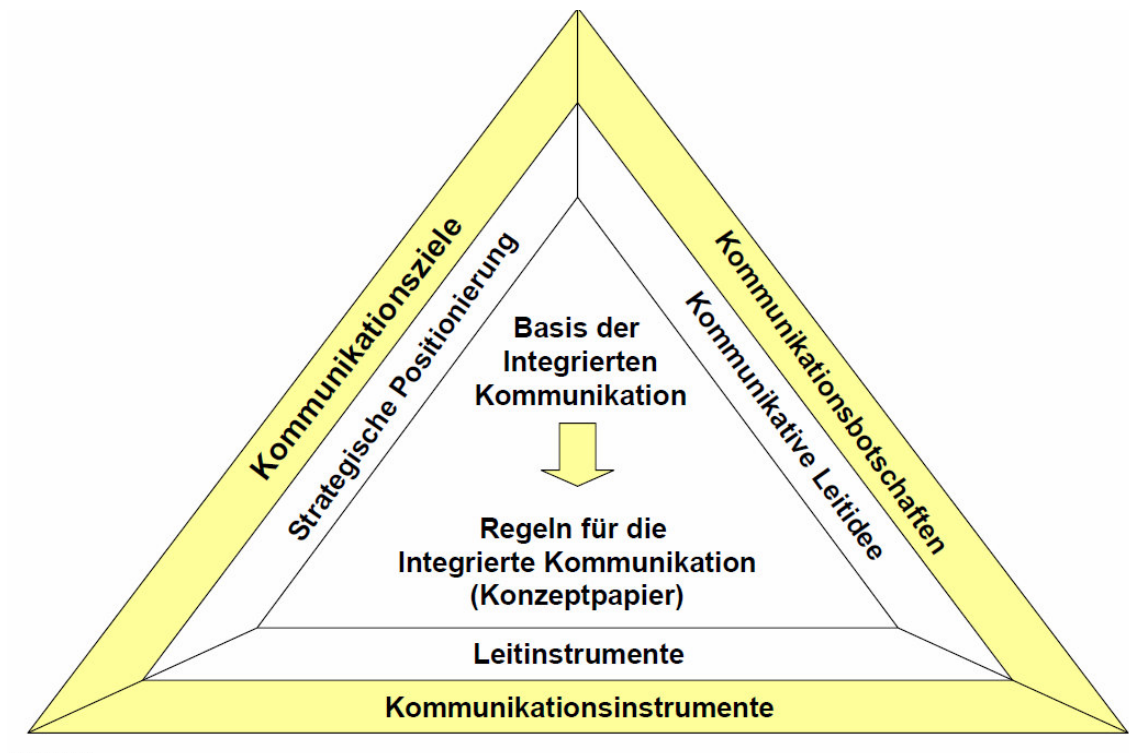 Kommunikationsziele
Strategische Positionierung
Basis der
Integrierten
Kommunikation
Regeln für die
Integrierte Kommunikation
(Konzeptpapier)
Kommunikative Leitidee
Kommunikationsbotschaften
Leitinstrumente
Kommunikationsinstrumente